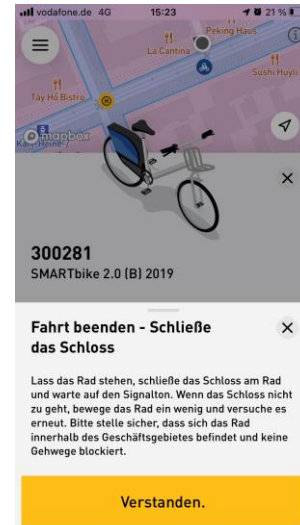 vodafone.de 4G 15:23 21 %
Peking Haus
La Cantina
Sushi Huyli
Tây Hồ Bistro
mapbox
300281
SMARTbike 2.0 (B) 2019
Fahrt beenden - Schließe
das Schloss
Lass das Rad stehen, schließe das Schloss am Rad
und warte auf den Signalton. Wenn das Schloss nicht
zu geht, bewege das Rad ein wenig und versuche es
erneut. Bitte stelle sicher, dass sich das Rad
innerhalb des Geschäftsgebietes befindet und keine
Gehwege blockiert.
Verstanden.